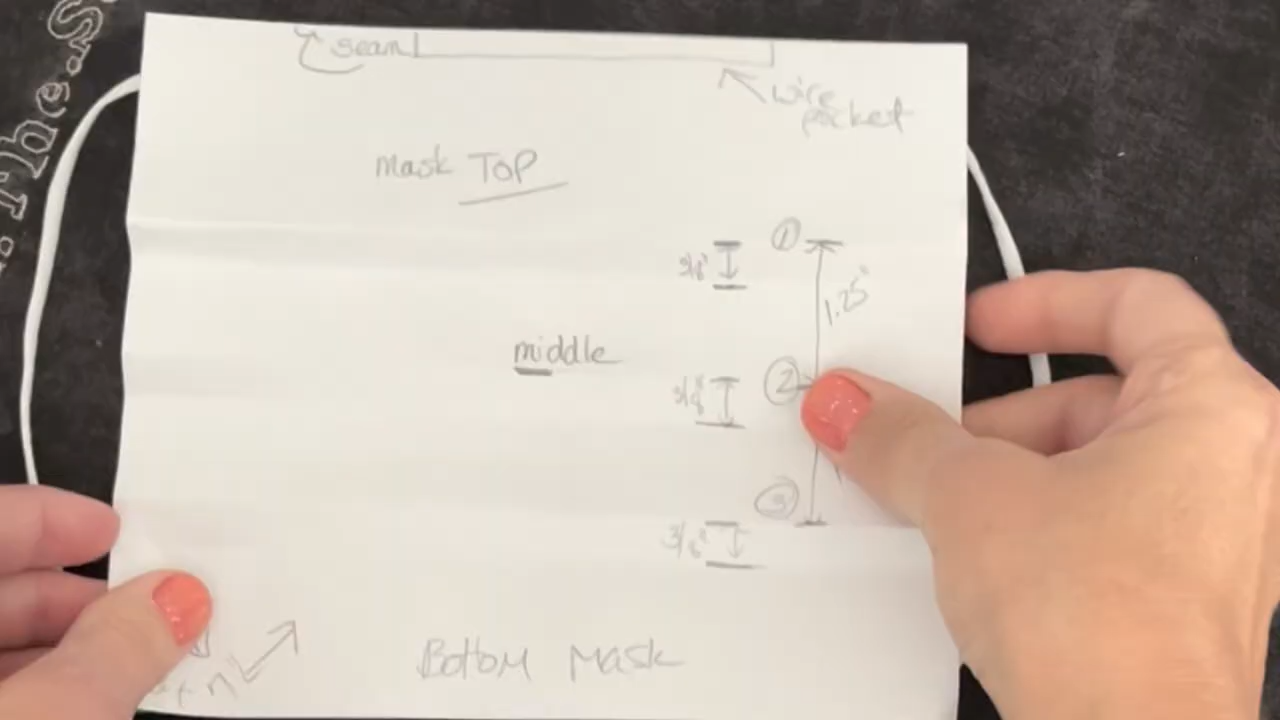 The.S
seam
wire
pocket
mask TOP
①
3/8"
1.25"
middle
②
3/8"
③
3/8"
Bottom Mask